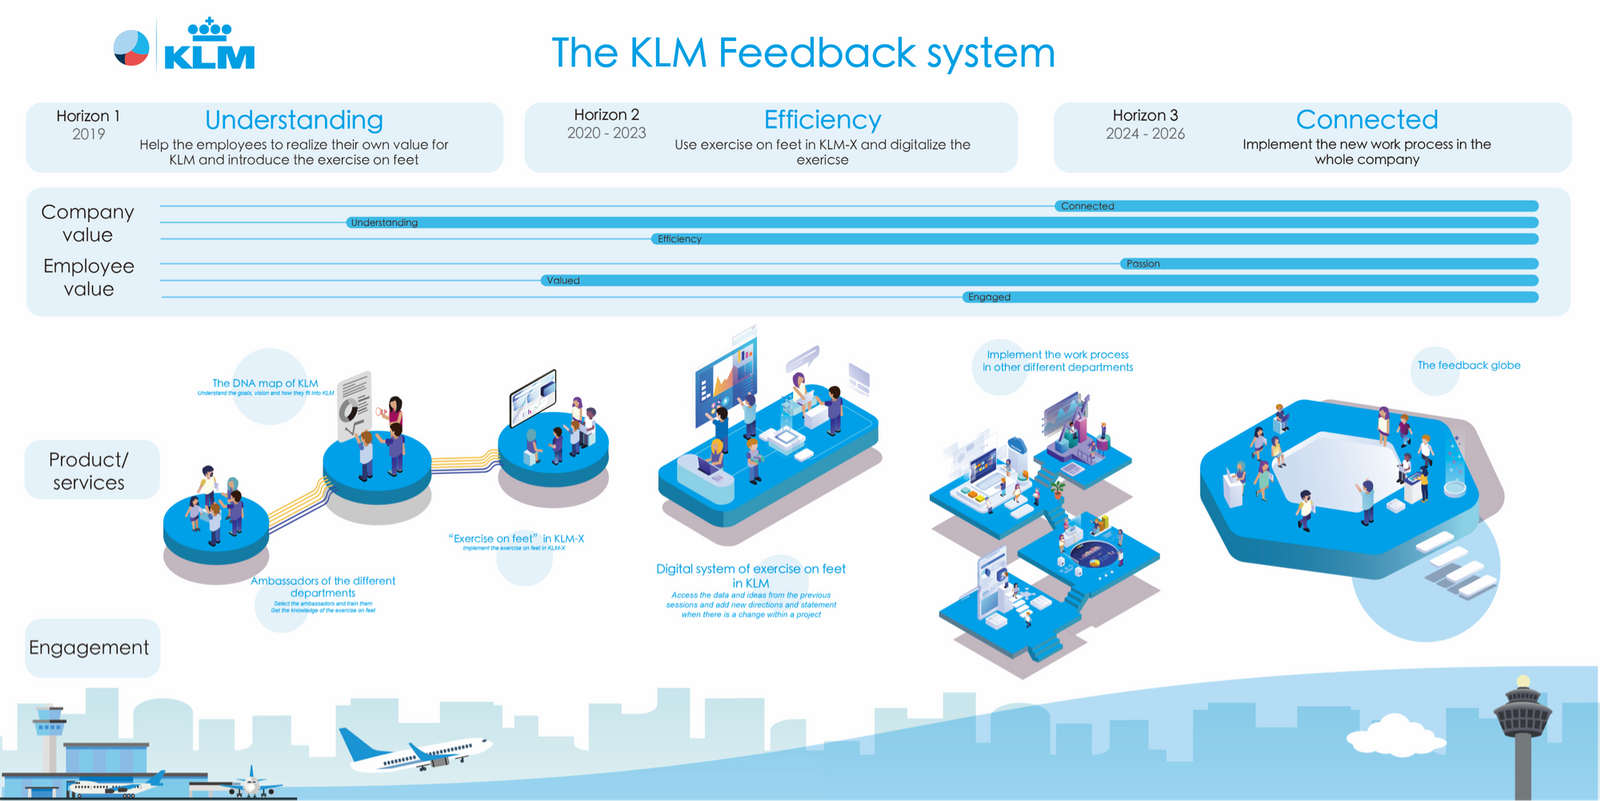 KLM
The KLM Feedback system
Horizon 1
2019
Understanding
Help the employees to realize their own value for
KLM and introduce the exercise on feet
Horizon 2
2020 - 2023
Efficiency
Use exercise on feet in KLM-X and digitalize the
exericse
Horizon 3
2024 - 2026
Connected
Implement the new work process in the
whole company
Company
value
Connected
Understanding
Efficiency
Employee
value
Passion
Valued
Engaged
Product/
services
The DNA map of KLM
Understand the goals, vision and how they fit into KLM
Ambassadors of the different
departments
Select the ambassadors and train them
Get the knowledge of the exercise on feet
“Exercise on feet” in KLM-X
Implement the exercise on feet in KLM-X
Digital system of exercise on feet
in KLM
Access the data and ideas from the previous
sessions and add new directions and statement
when there is a change within a project
Implement the work process
in other different departments
The feedback globe
Engagement